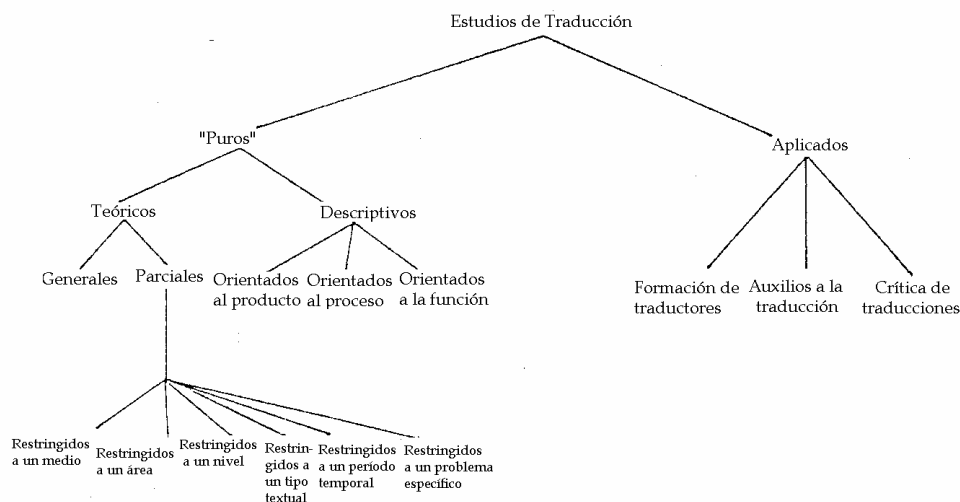 Estudios de Traducción
"Puros"
Aplicados
Teóricos
Descriptivos
Generales
Parciales
Orientados
al producto
Orientados
al proceso
Orientados
a la función
Formación de
traductores
Auxilios a la
traducción
Crítica de
traducciones
Restringidos
a un medio
Restringidos
a un área
Restringidos
a un nivel
Restrin-
gidos a
un tipo
textual
Restringidos
a un período
temporal
Restringidos
a un problema
específico